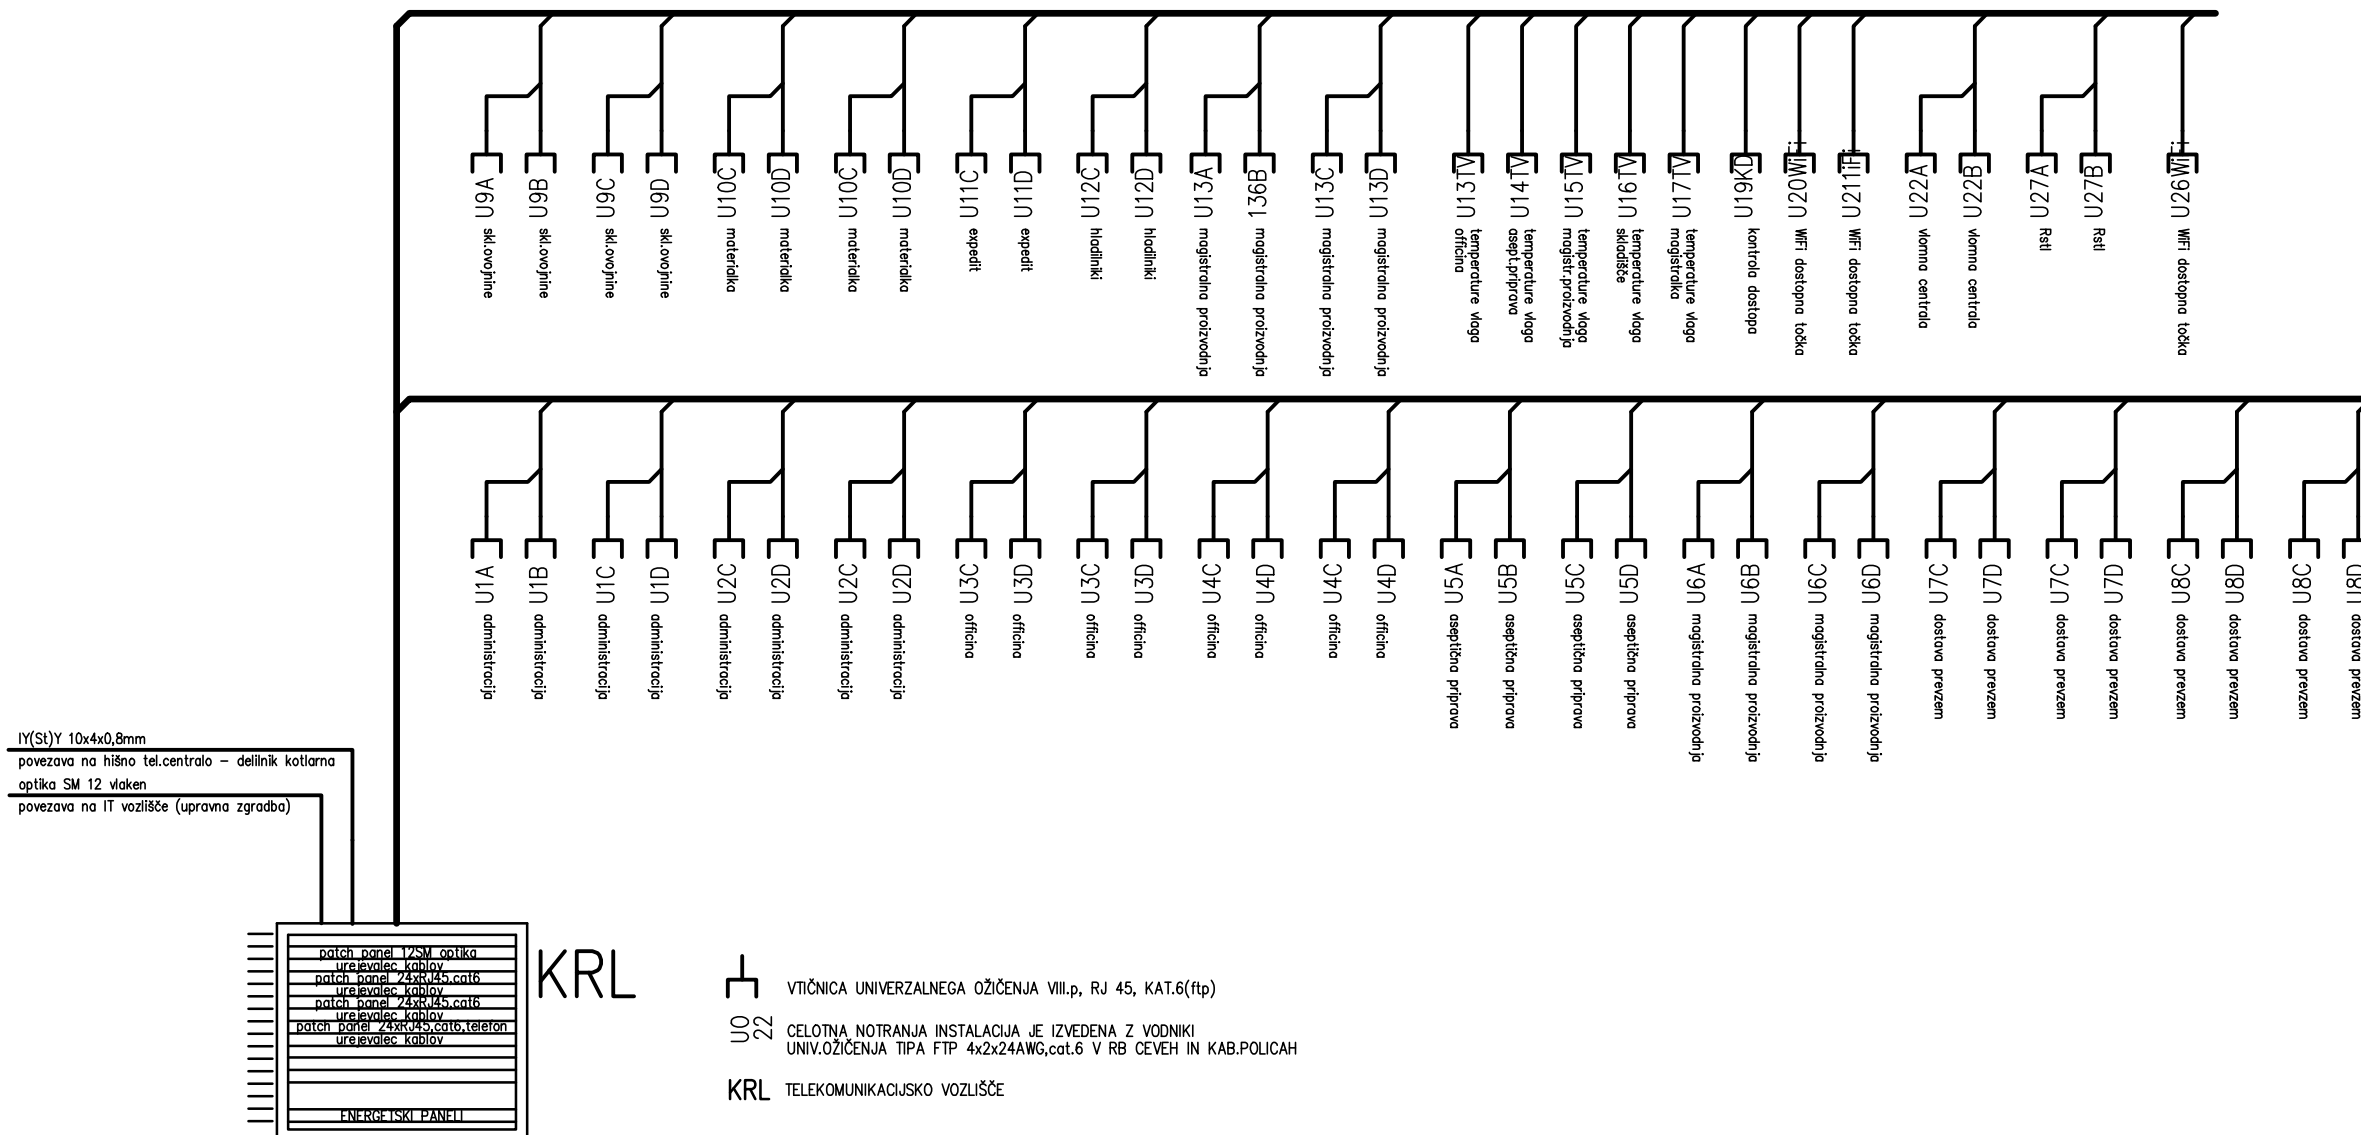 U9A skl.ovojnine
U9B skl.ovojnine
U9C skl.ovojnine
U9D skl.ovojnine
U10C materialka
U10D materialka
U10C materialka
U10D materialka
U11C expedit
U11D expedit
U12C hladilniki
U12D hladilniki
U13A magistralna proizvodnja
136B magistralna proizvodnja
U13C magistralna proizvodnja
U13D magistralna proizvodnja
U13TV temperature vlaga
officina
U14TV temperature vlaga
asept.priprava
U15TV temperature vlaga
magistr.proizvodnja
U16TV temperature vlaga
skladišče
U17TV temperature vlaga
magistralka
U19KD kontrola dostopa
U20WiFi WiFi dostopna točka
U211iFi WiFi dostopna točka
U22A vlomna centrala
U22B vlomna centrala
U27A Rstl
U27B Rstl
U26WiFi WiFi dostopna točka
U1A administracija
U1B administracija
U1C administracija
U1D administracija
U2C administracija
U2D administracija
U2C administracija
U2D administracija
U3C officina
U3D officina
U3C officina
U3D officina
U4C officina
U4D officina
U4C officina
U4D officina
U5A aseptična priprava
U5B aseptična priprava
U5C aseptična priprava
U5D aseptična priprava
U6A magistralna proizvodnja
U6B magistralna proizvodnja
U6C magistralna proizvodnja
U6D magistralna proizvodnja
U7C dostava prevzem
U7D dostava prevzem
U7C dostava prevzem
U7D dostava prevzem
U8C dostava prevzem
U8D dostava prevzem
U8C dostava prevzem
U8D dostava prevzem
IY(St)Y 10x4x0,8mm
povezava na hišno tel.centralo – delilnik kotlarna
optika SM 12 vlaken
povezava na IT vozlišče (upravna zgradba)
patch panel 12SM optika
urejevalec kablov
patch panel 24xRJ45,cat6
urejevalec kablov
patch panel 24xRJ45,cat6
urejevalec kablov
patch panel 24xRJ45,cat6,telefon
urejevalec kablov
ENERGETSKI PANELI
KRL
VTIČNICA UNIVERZALNEGA OŽIČENJA VIII.p, RJ 45, KAT.6(ftp)
UO
22
CELOTNA NOTRANJA INSTALACIJA JE IZVEDENA Z VODNIKI
UNIV.OŽIČENJA TIPA FTP 4x2x24AWG,cat.6 V RB CEVEH IN KAB.POLICAH
KRL TELEKOMUNIKACIJSKO VOZLIŠČE